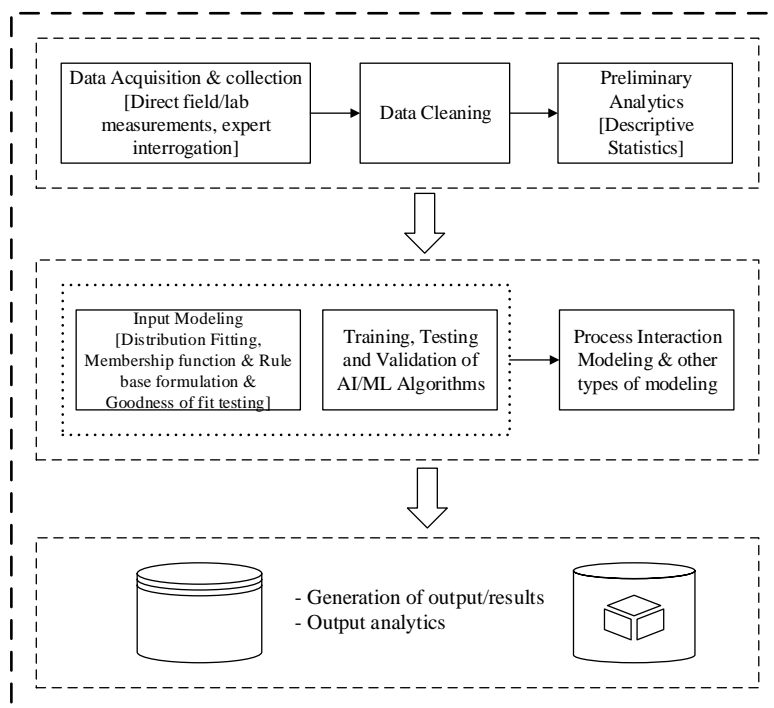 Data Acquisition & collection
[Direct field/lab
measurements, expert
interrogation]
Data Cleaning
Preliminary
Analytics
[Descriptive
Statistics]
Input Modeling
[Distribution Fitting,
Membership function & Rule
base formulation &
Goodness of fit testing]
Training, Testing
and Validation of
AI/ML Algorithms
Process Interaction
Modeling & other
types of modeling
- Generation of output/results
- Output analytics